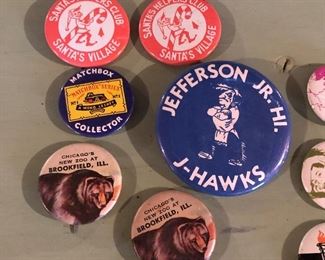 SANTA'S HELPERS CLUB
SANTA'S VILLAGE
SANTA'S HELPERS CLUB
SANTA'S VILLAGE
MATCHBOX
"MATCHBOX" SERIES
COLLECTOR
JEFFERSON JR. HI.
J-HAWKS
CHICAGO'S
NEW ZOO AT
BROOKFIELD, ILL.
CHICAGO'S
NEW ZOO AT
BROOKFIELD, ILL.